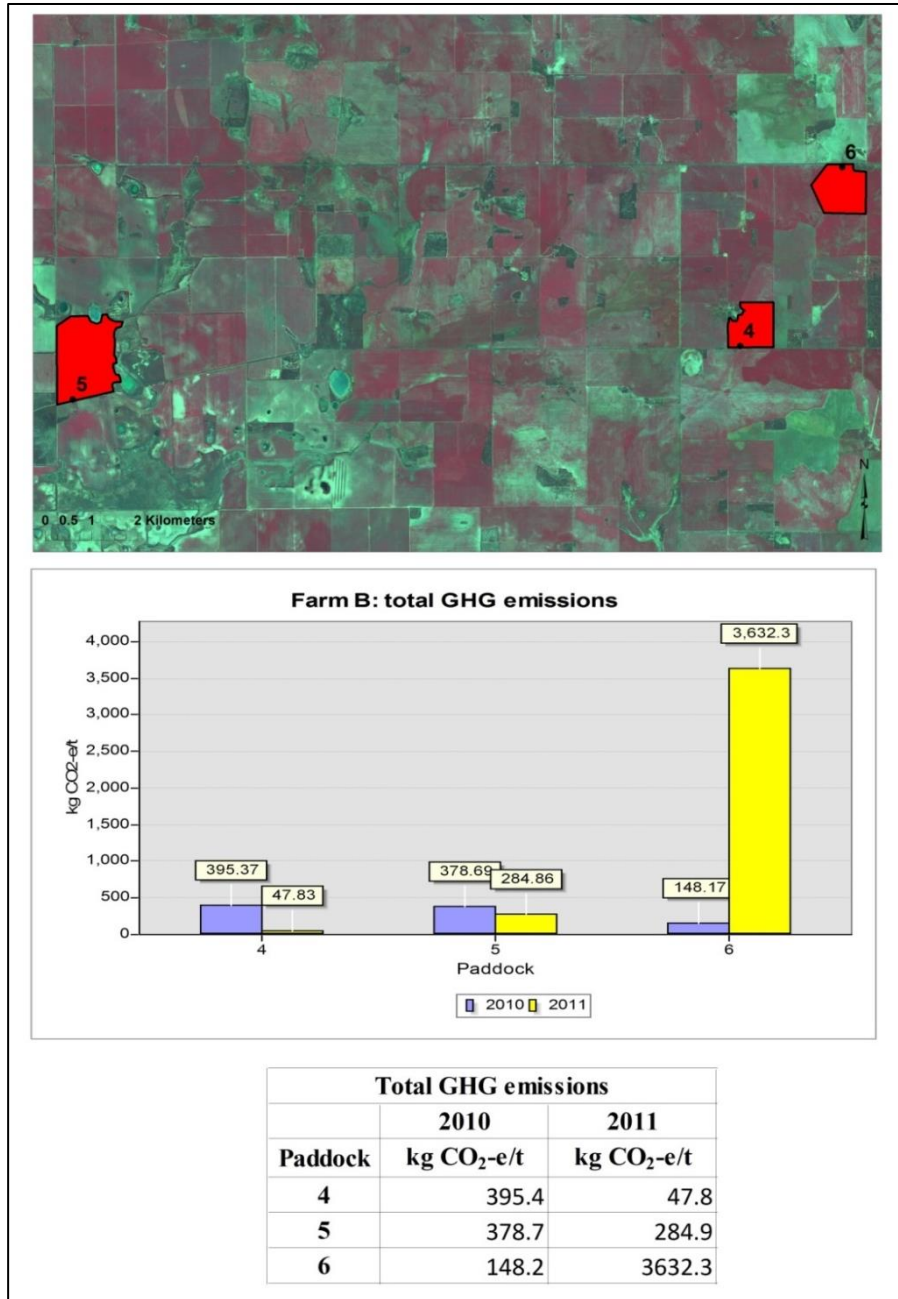 6
4
5
N
0 0.5 1 2 Kilometers
Farm B: total GHG emissions
4,000
3,500
3,000
2,500
2,000
1,500
1,000
500
0
kg CO2-e/t
395.37
47.83
378.69
284.86
148.17
3,632.3
4 5 6
Paddock
2010 2011
Total GHG emissions
2010 2011
Paddock kg CO₂-e/t kg CO₂-e/t
4 395.4 47.8
5 378.7 284.9
6 148.2 3632.3